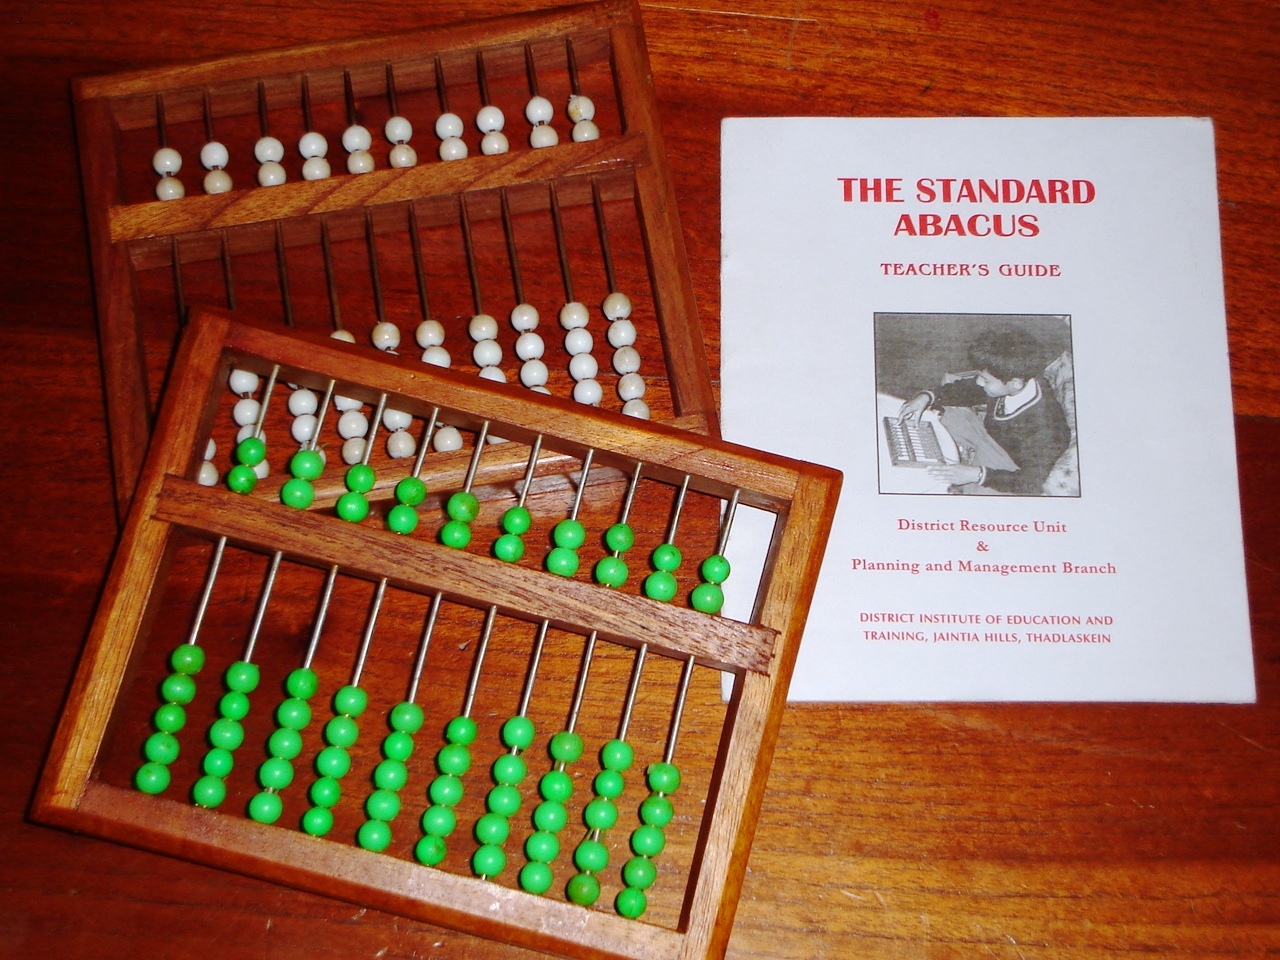 THE STANDARD
ABACUS
TEACHER'S GUIDE
District Resource Unit
&
Planning and Management Branch
DISTRICT INSTITUTE OF EDUCATION AND
TRAINING, JAINTIA HILLS, THADLASKEIN